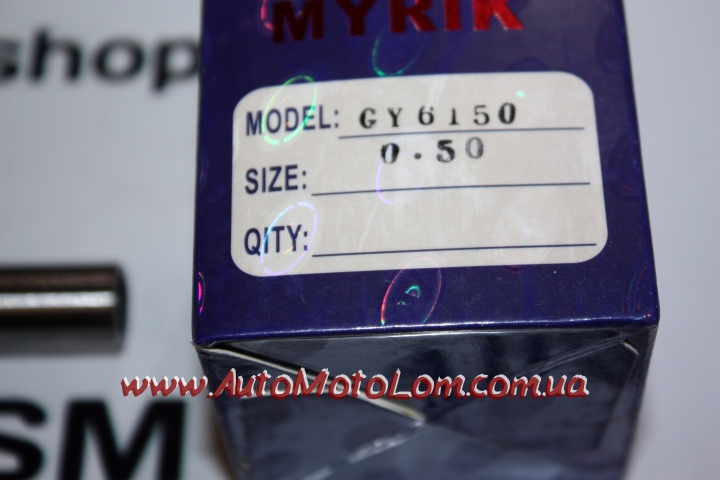 MYRIK
shop
MODEL: GY6150
SIZE: 0.50
QITY:
www.AutoMotoLom.com.ua
SM